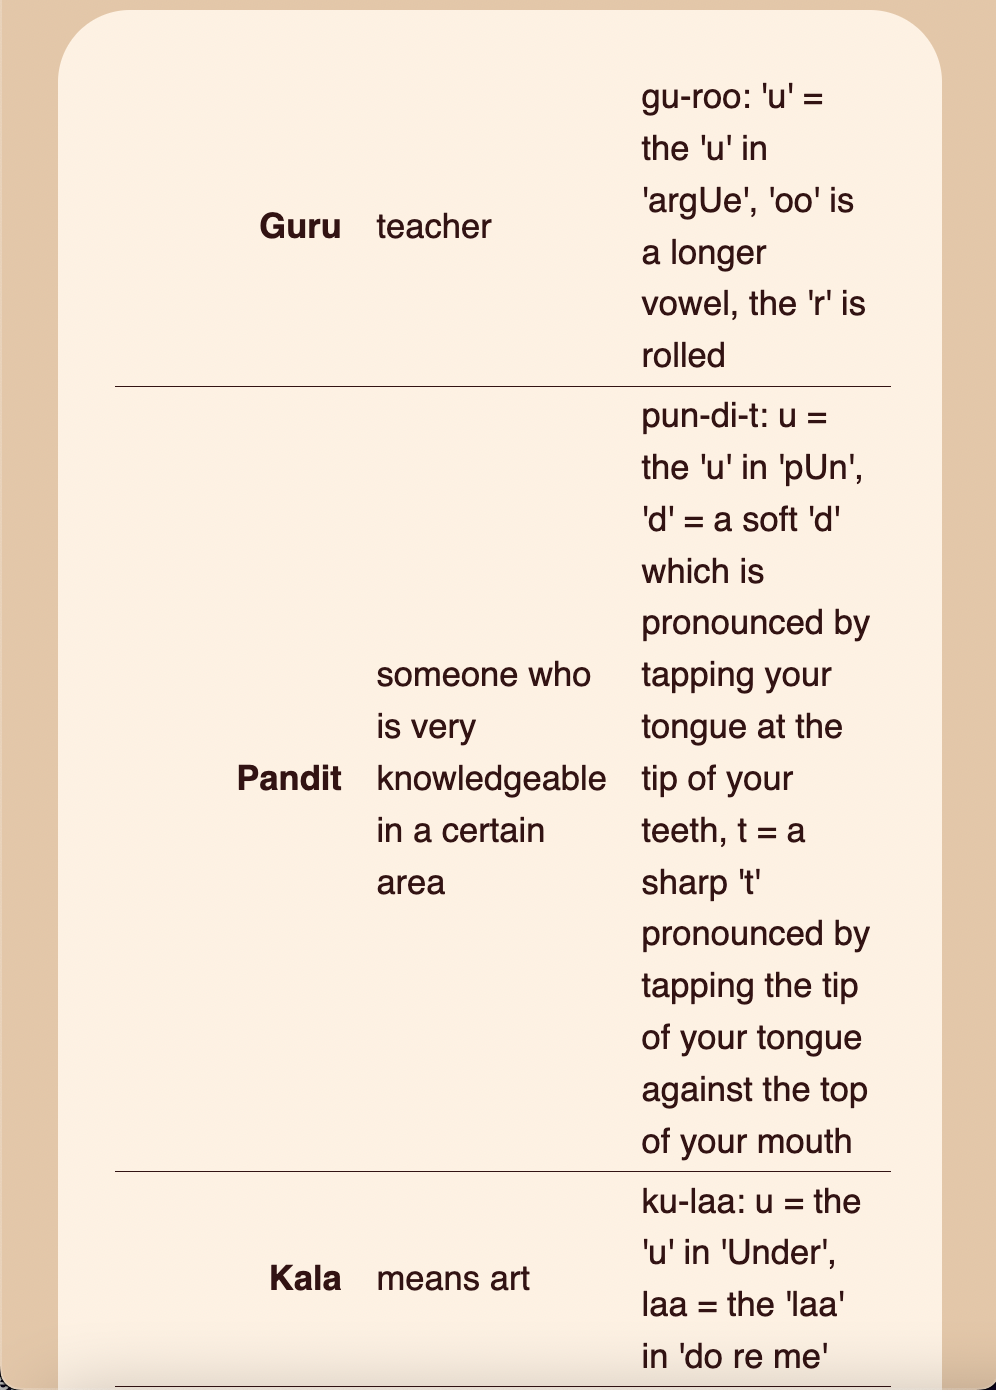 Guru
teacher
gu-roo: 'u' =
the 'u' in
'argUe', 'oo' is
a longer
vowel, the 'r' is
rolled
Pandit
someone who
is very
knowledgeable
in a certain
area
pun-di-t: u =
the 'u' in 'pUn',
'd' = a soft 'd'
which is
pronounced by
tapping your
tongue at the
tip of your
teeth, t = a
sharp 't'
pronounced by
tapping the tip
of your tongue
against the top
of your mouth
Kala
means art
ku-laa: u = the
'u' in 'Under',
laa = the 'laa'
in 'do re me'